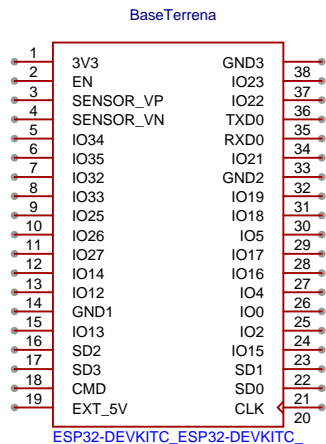 BaseTerrena
1 3V3 GND3 38
2 EN IO23 37
3 SENSOR_VP IO22 36
4 SENSOR_VN TXD0 35
5 IO34 RXD0 34
6 IO35 IO21 33
7 IO32 GND2 32
8 IO33 IO19 31
9 IO25 IO18 30
10 IO26 IO5 29
11 IO27 IO17 28
12 IO14 IO16 27
13 IO12 IO4 26
14 GND1 IO0 25
15 IO13 IO2 24
16 SD2 IO15 23
17 SD3 SD1 22
18 CMD SD0 21
19 EXT_5V CLK 20
ESP32-DEVKITC_ESP32-DEVKITC_